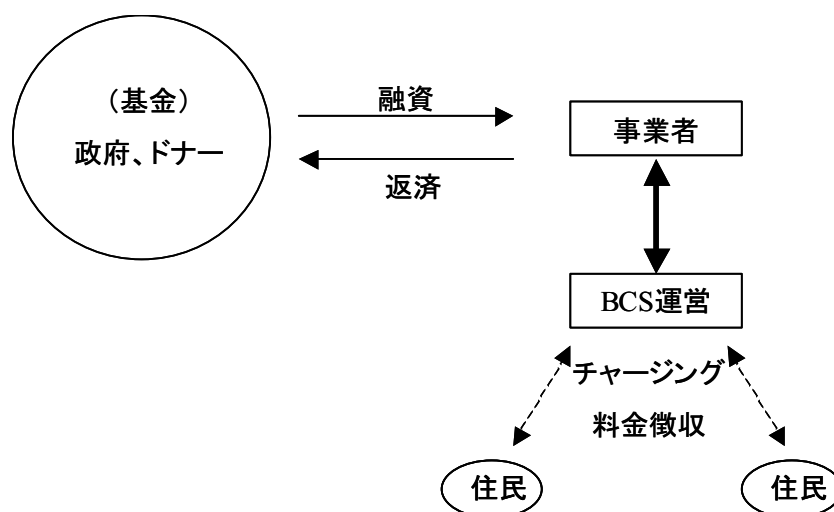 (基金)
政府、ドナー
融資
返済
事業者
BCS運営
チャージング
料金徴収
住民
住民